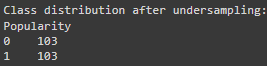 Class distribution after undersampling:
Popularity
0    103
1    103